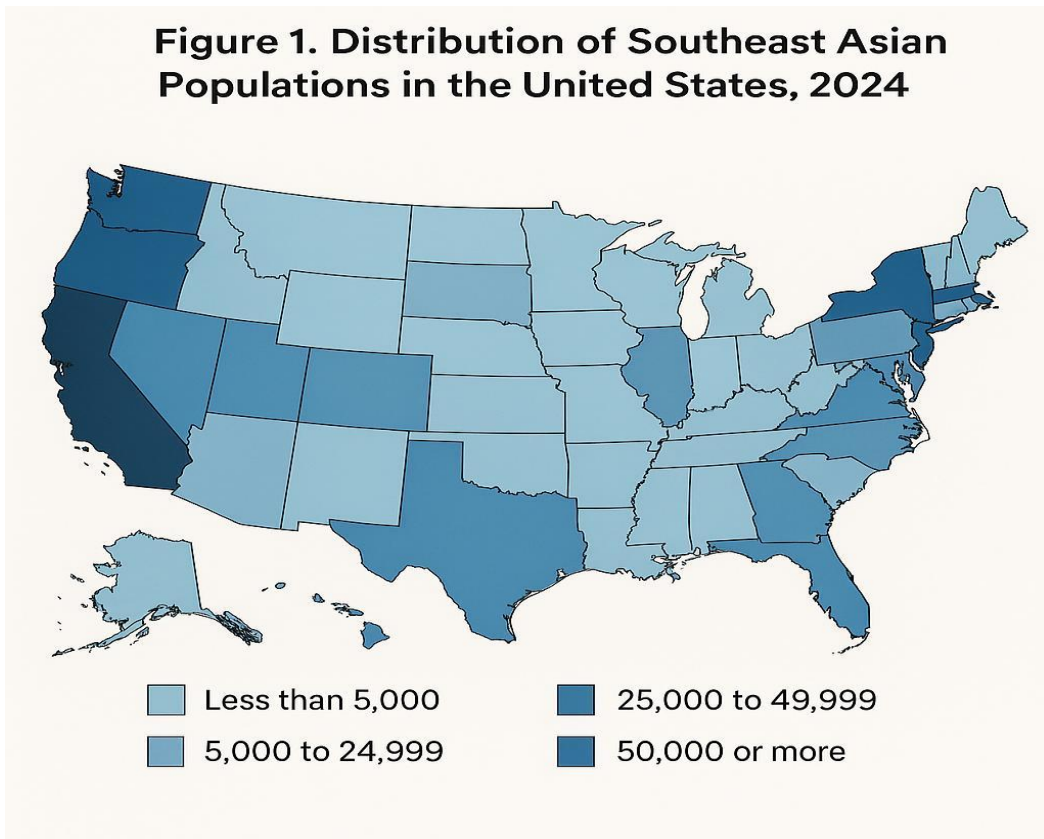 Figure 1. Distribution of Southeast Asian
Populations in the United States, 2024
Less than 5,000
25,000 to 49,999
5,000 to 24,999
50,000 or more